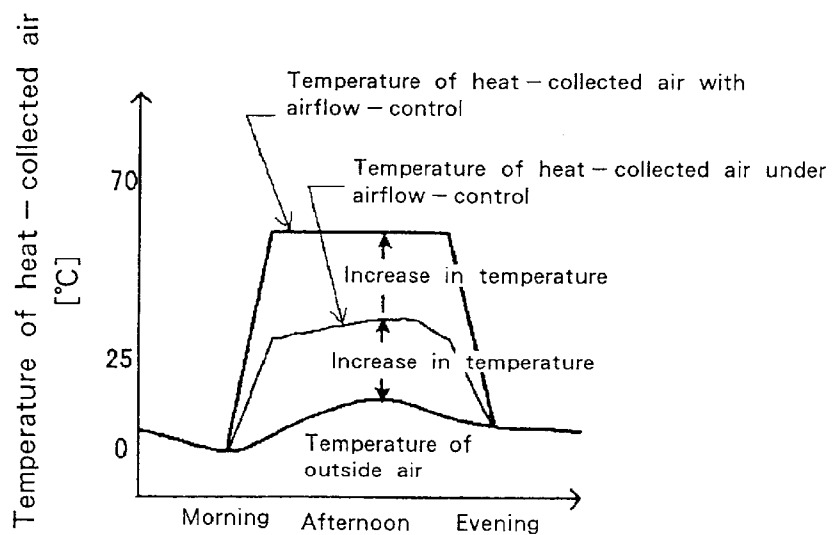 Temperature of heat－collected air
[℃]
Temperature of heat－collected air with
airflow－control
70
Temperature of heat－collected air under
airflow－control
Increase in temperature
25
Increase in temperature
0
Temperature of
outside air
Morning Afternoon Evening